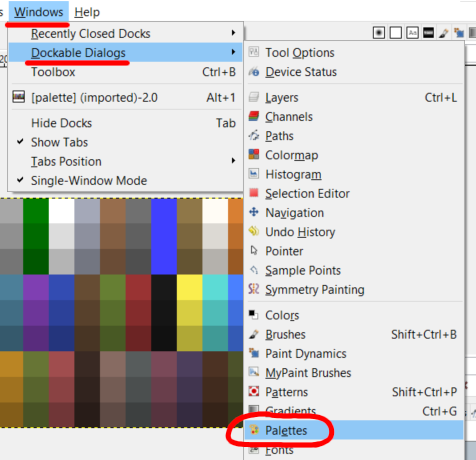 s Windows Help
Recently Closed Docks
Dockable Dialogs
Toolbox Ctrl+B
[palette] (imported)-2.0 Alt+1
Hide Docks Tab
Show Tabs
Tabs Position
Single-Window Mode
Tool Options
Device Status
Layers Ctrl+L
Channels
Paths
Colormap
Histogram
Selection Editor
Navigation
Undo History
Pointer
Sample Points
Symmetry Painting
Colors
Brushes Shift+Ctrl+B
Paint Dynamics
MyPaint Brushes
Patterns Shift+Ctrl+P
Gradients Ctrl+G
Palettes
Fonts